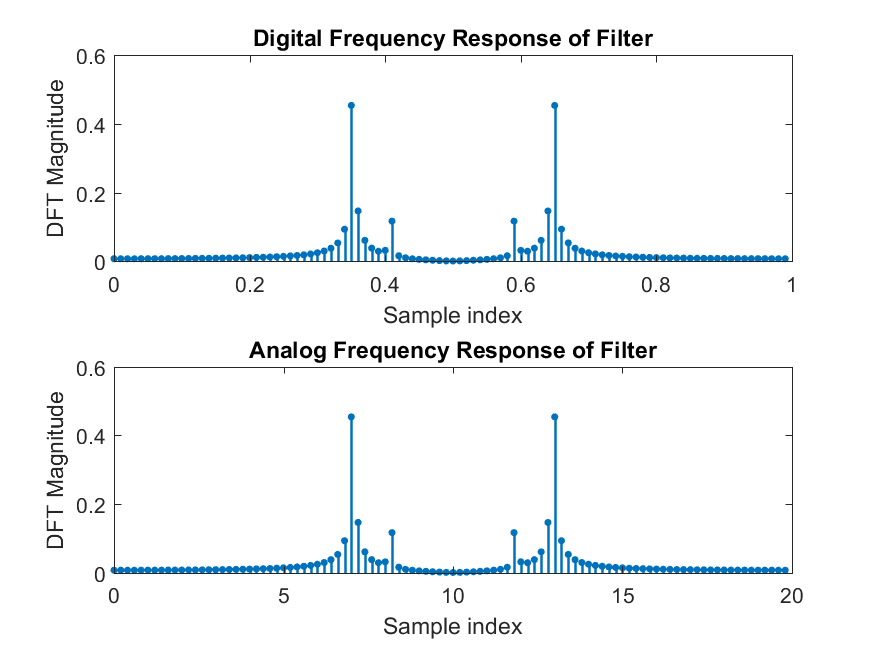 Digital Frequency Response of Filter
0.6
0.4
0.2
0
DFT Magnitude
0 0.2 0.4 0.6 0.8 1
Sample index
Analog Frequency Response of Filter
0.6
0.4
0.2
0
DFT Magnitude
0 5 10 15 20
Sample index